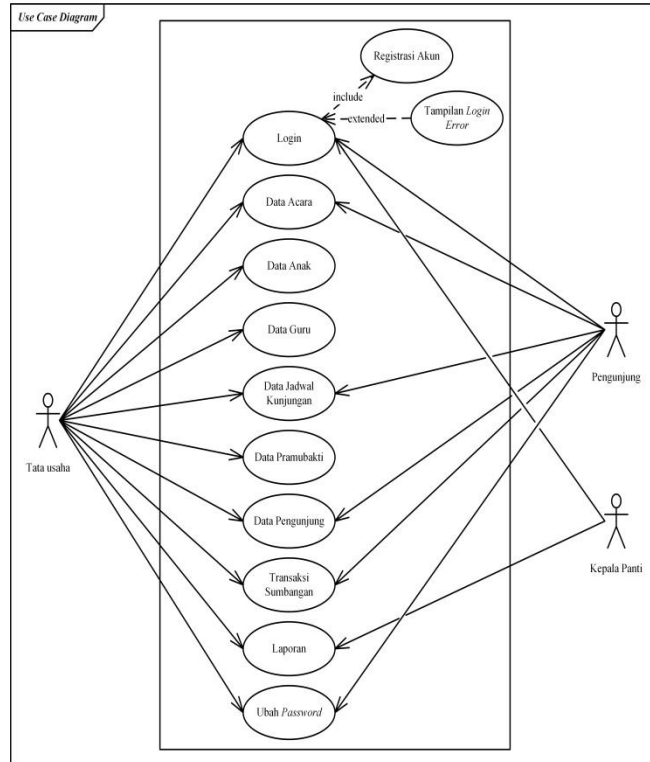 Use Case Diagram
Registrasi Akun
include
extended
Tampilan Login
Error
Login
Data Acara
Data Anak
Data Guru
Data Jadwal
Kunjungan
Pengunjung
Tata usaha
Data Pramubakti
Data Pengunjung
Kepala Panti
Transaksi
Sumbangan
Laporan
Ubah Password